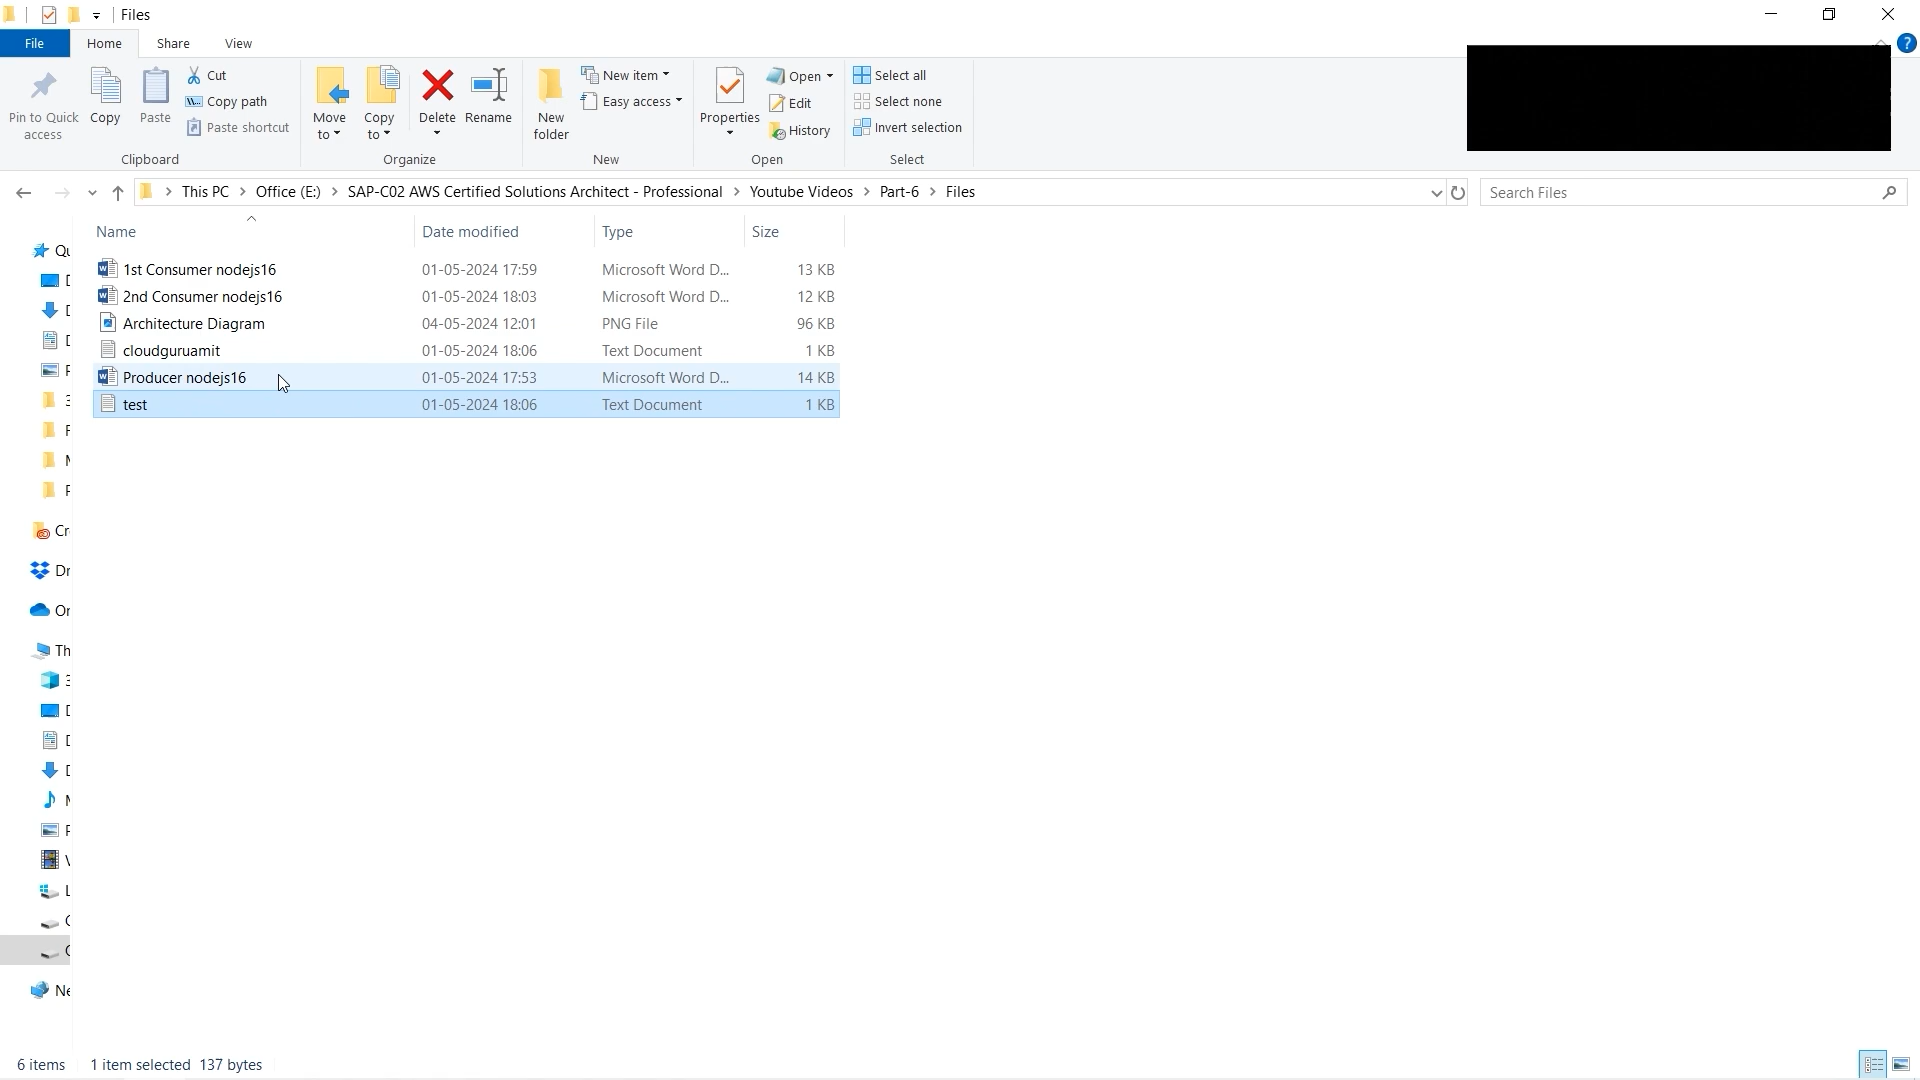 Files
File Home Share View
Pin to Quick access
Copy
Paste
Cut
Copy path
Paste shortcut
Clipboard
Move to
Copy to
Delete
Rename
Organize
New folder
New item
Easy access
New
Properties
Open
Edit
History
Open
Select all
Select none
Invert selection
Select
This PC > Office (E:) > SAP-C02 AWS Certified Solutions Architect - Professional > Youtube Videos > Part-6 > Files
Search Files
Name Date modified Type Size
1st Consumer nodejs16 01-05-2024 17:59 Microsoft Word D... 13 KB
2nd Consumer nodejs16 01-05-2024 18:03 Microsoft Word D... 12 KB
Architecture Diagram 04-05-2024 12:01 PNG File 96 KB
cloudguruamit 01-05-2024 18:06 Text Document 1 KB
Producer nodejs16 01-05-2024 17:53 Microsoft Word D... 14 KB
test 01-05-2024 18:06 Text Document 1 KB
6 items 1 item selected 137 bytes